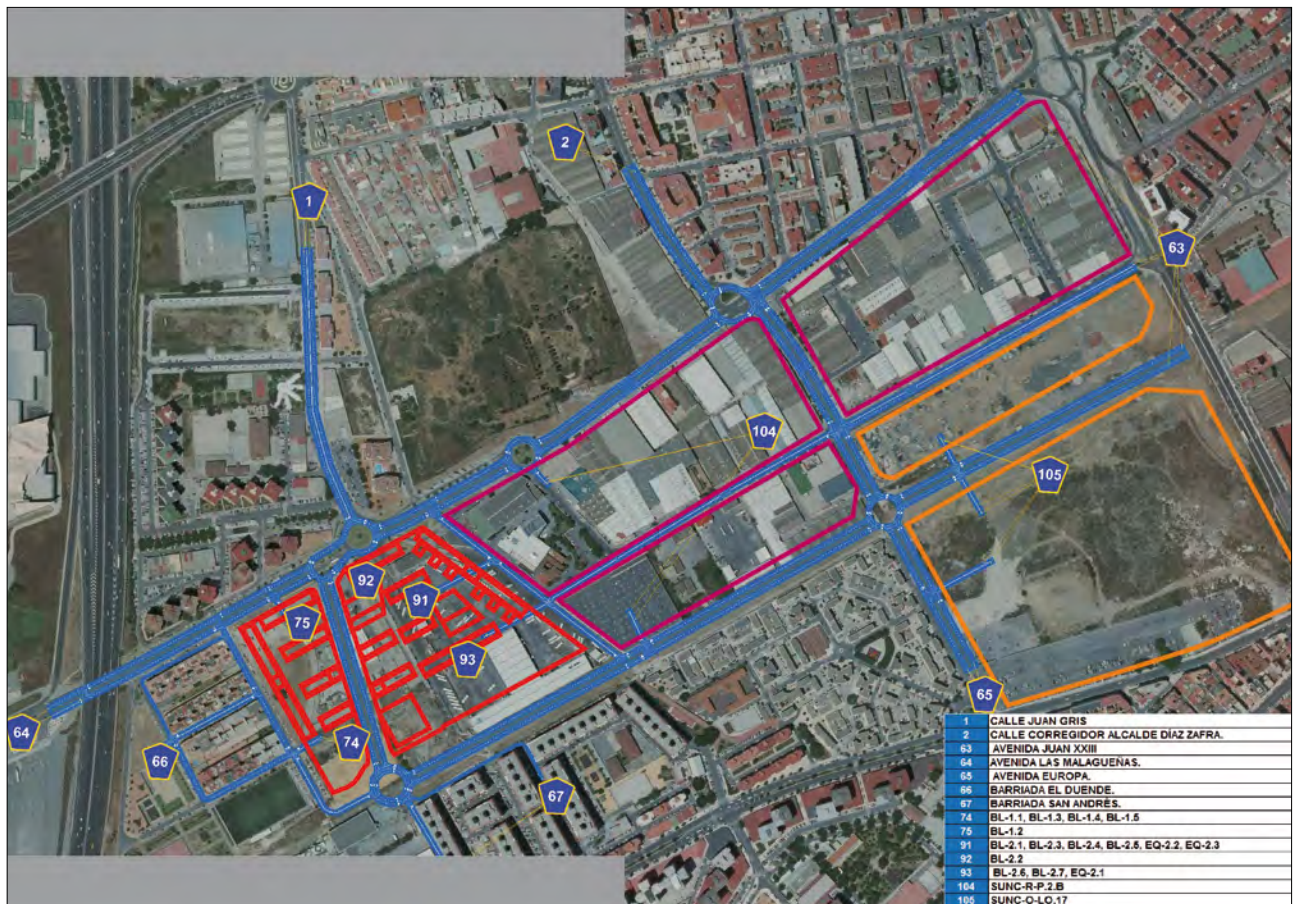 2
1
63
104
105
92
91
75
93
65
64
74
66
67
1 CALLE JUAN GRIS
2 CALLE CORREGIDOR ALCALDE DÍAZ ZAFRA.
63 AVENIDA JUAN XXIII
64 AVENIDA LAS MALAGUEÑAS.
65 AVENIDA EUROPA.
66 BARRIADA EL DUENDE.
67 BARRIADA SAN ANDRÉS.
74 BL-1.1, BL-1.3, BL-1.4, BL-1.5
75 BL-1.2
91 BL-2.1, BL-2.3, BL-2.4, BL-2.5, EQ-2.2, EQ-2.3
92 BL-2.2
93 BL-2.6, BL-2.7, EQ-2.1
104 SUNC-R-P.2.B
105 SUNC-O-LO.17